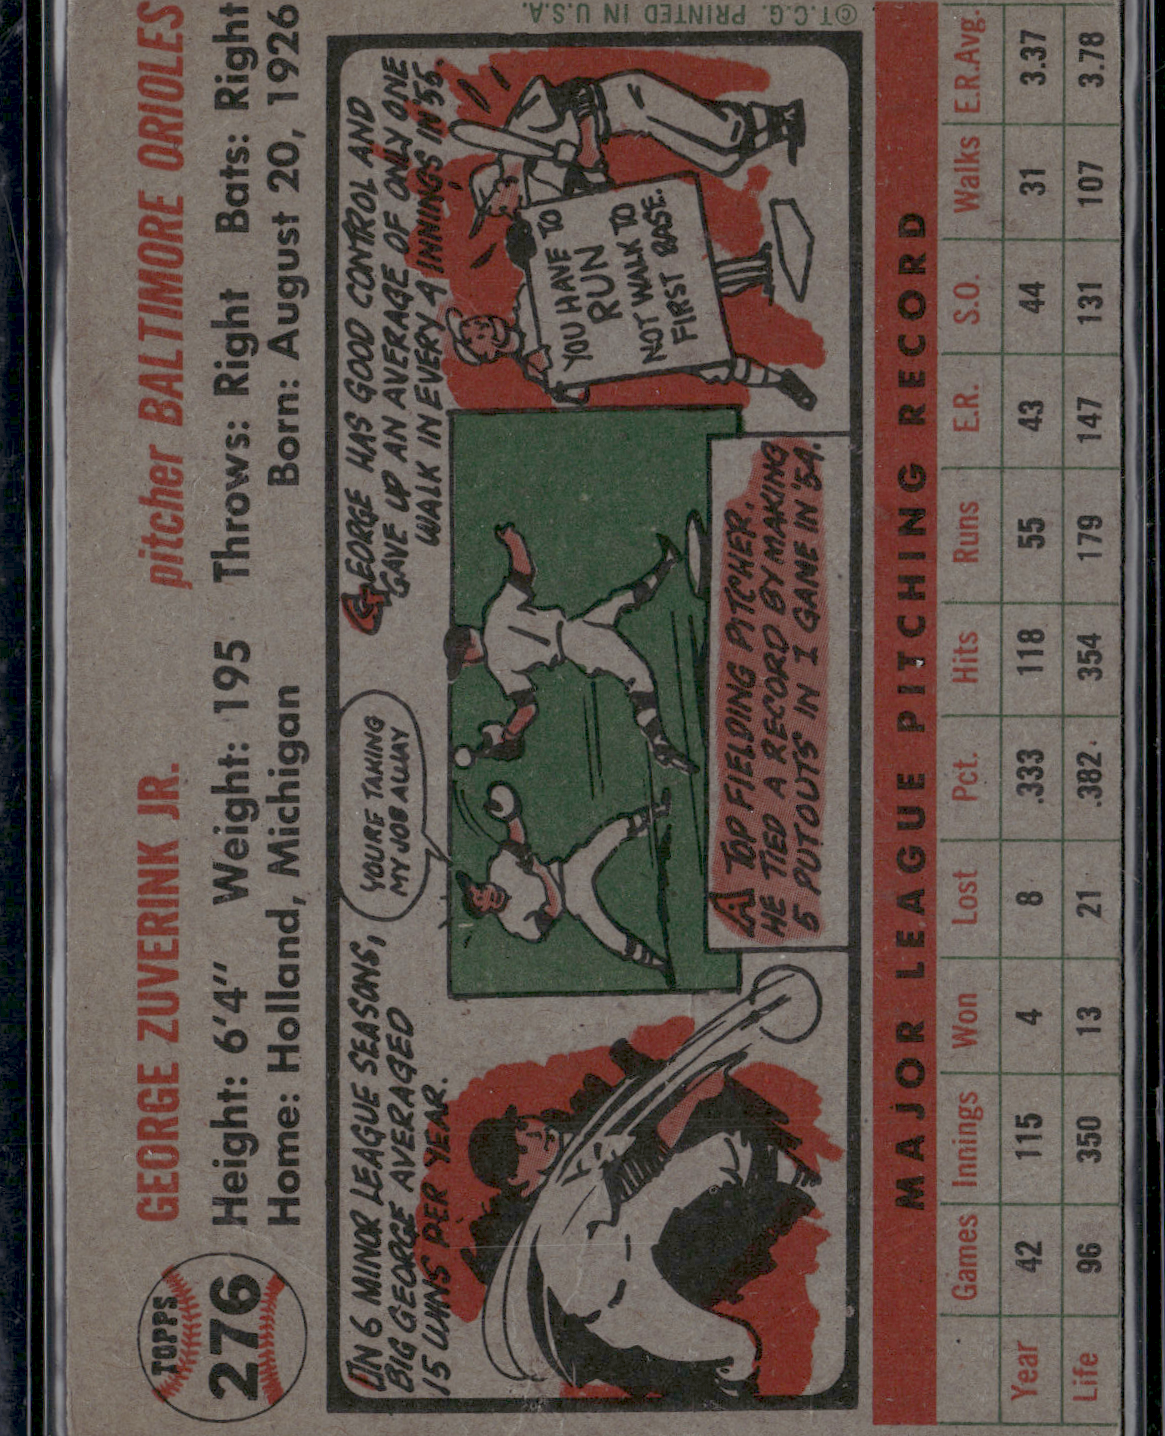 TOPPS
276
GEORGE ZUVERINK JR.
pitcher BALTIMORE ORIOLES
Height: 6'4" Weight: 195 Throws: Right Bats: Right
Home: Holland, Michigan Born: August 20, 1926
IN 6 MINOR LEAGUE SEASONS,
BIG GEORGE AVERAGED
15 WINS PER YEAR.
YOU'RE TAKING
MY JOB AWAY
A TOP FIELDING PITCHER.
HE TIED A RECORD BY MAKING
5 PUTOUTS IN 1 GAME IN '54.
GEORGE HAS GOOD CONTROL AND
GAVE UP AN AVERAGE OF ONLY ONE
WALK IN EVERY 4 INNINGS IN '55.
YOU HAVE TO
RUN
NOT WALK TO
FIRST BASE.
MAJOR LEAGUE PITCHING RECORD
Games Innings Won Lost Pct. Hits Runs E.R. S.O. Walks E.R.Avg.
Year 42 115 4 8 .333 118 55 43 44 31 3.37
Life 96 350 13 21 .382 354 179 147 131 107 3.78
©T.C.G. PRINTED IN U.S.A.